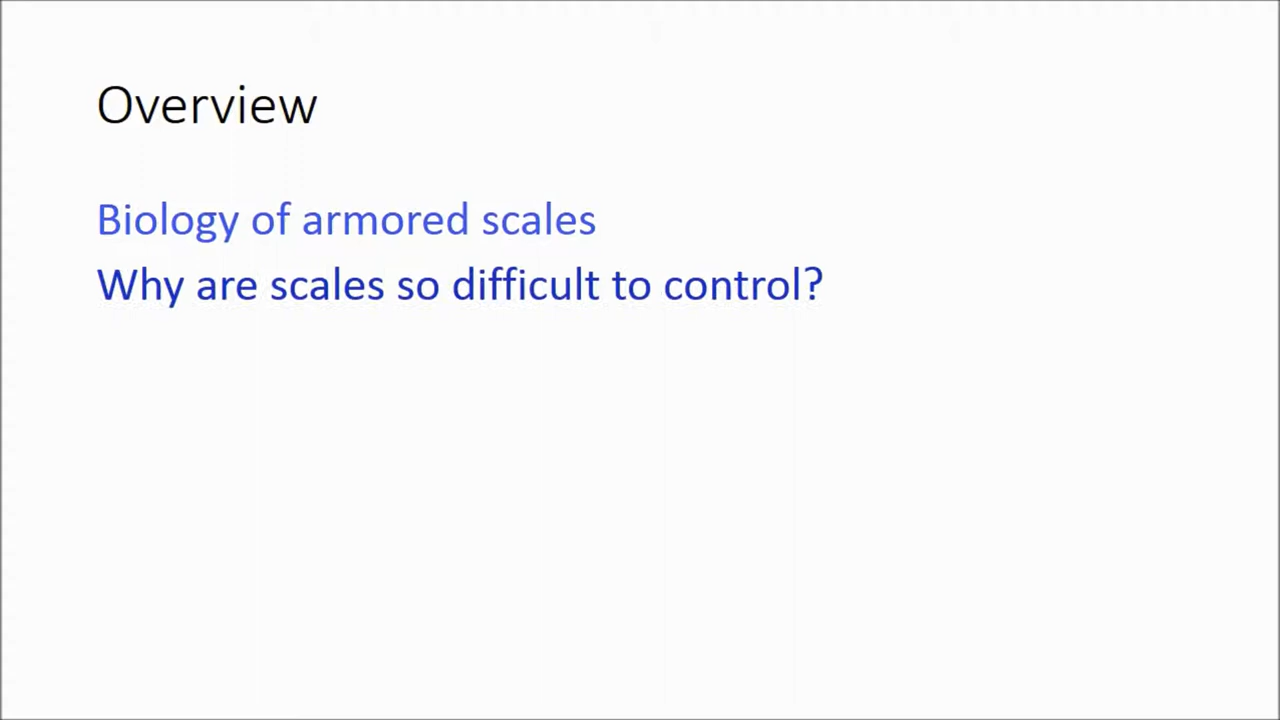 Overview
Biology of armored scales
Why are scales so difficult to control?